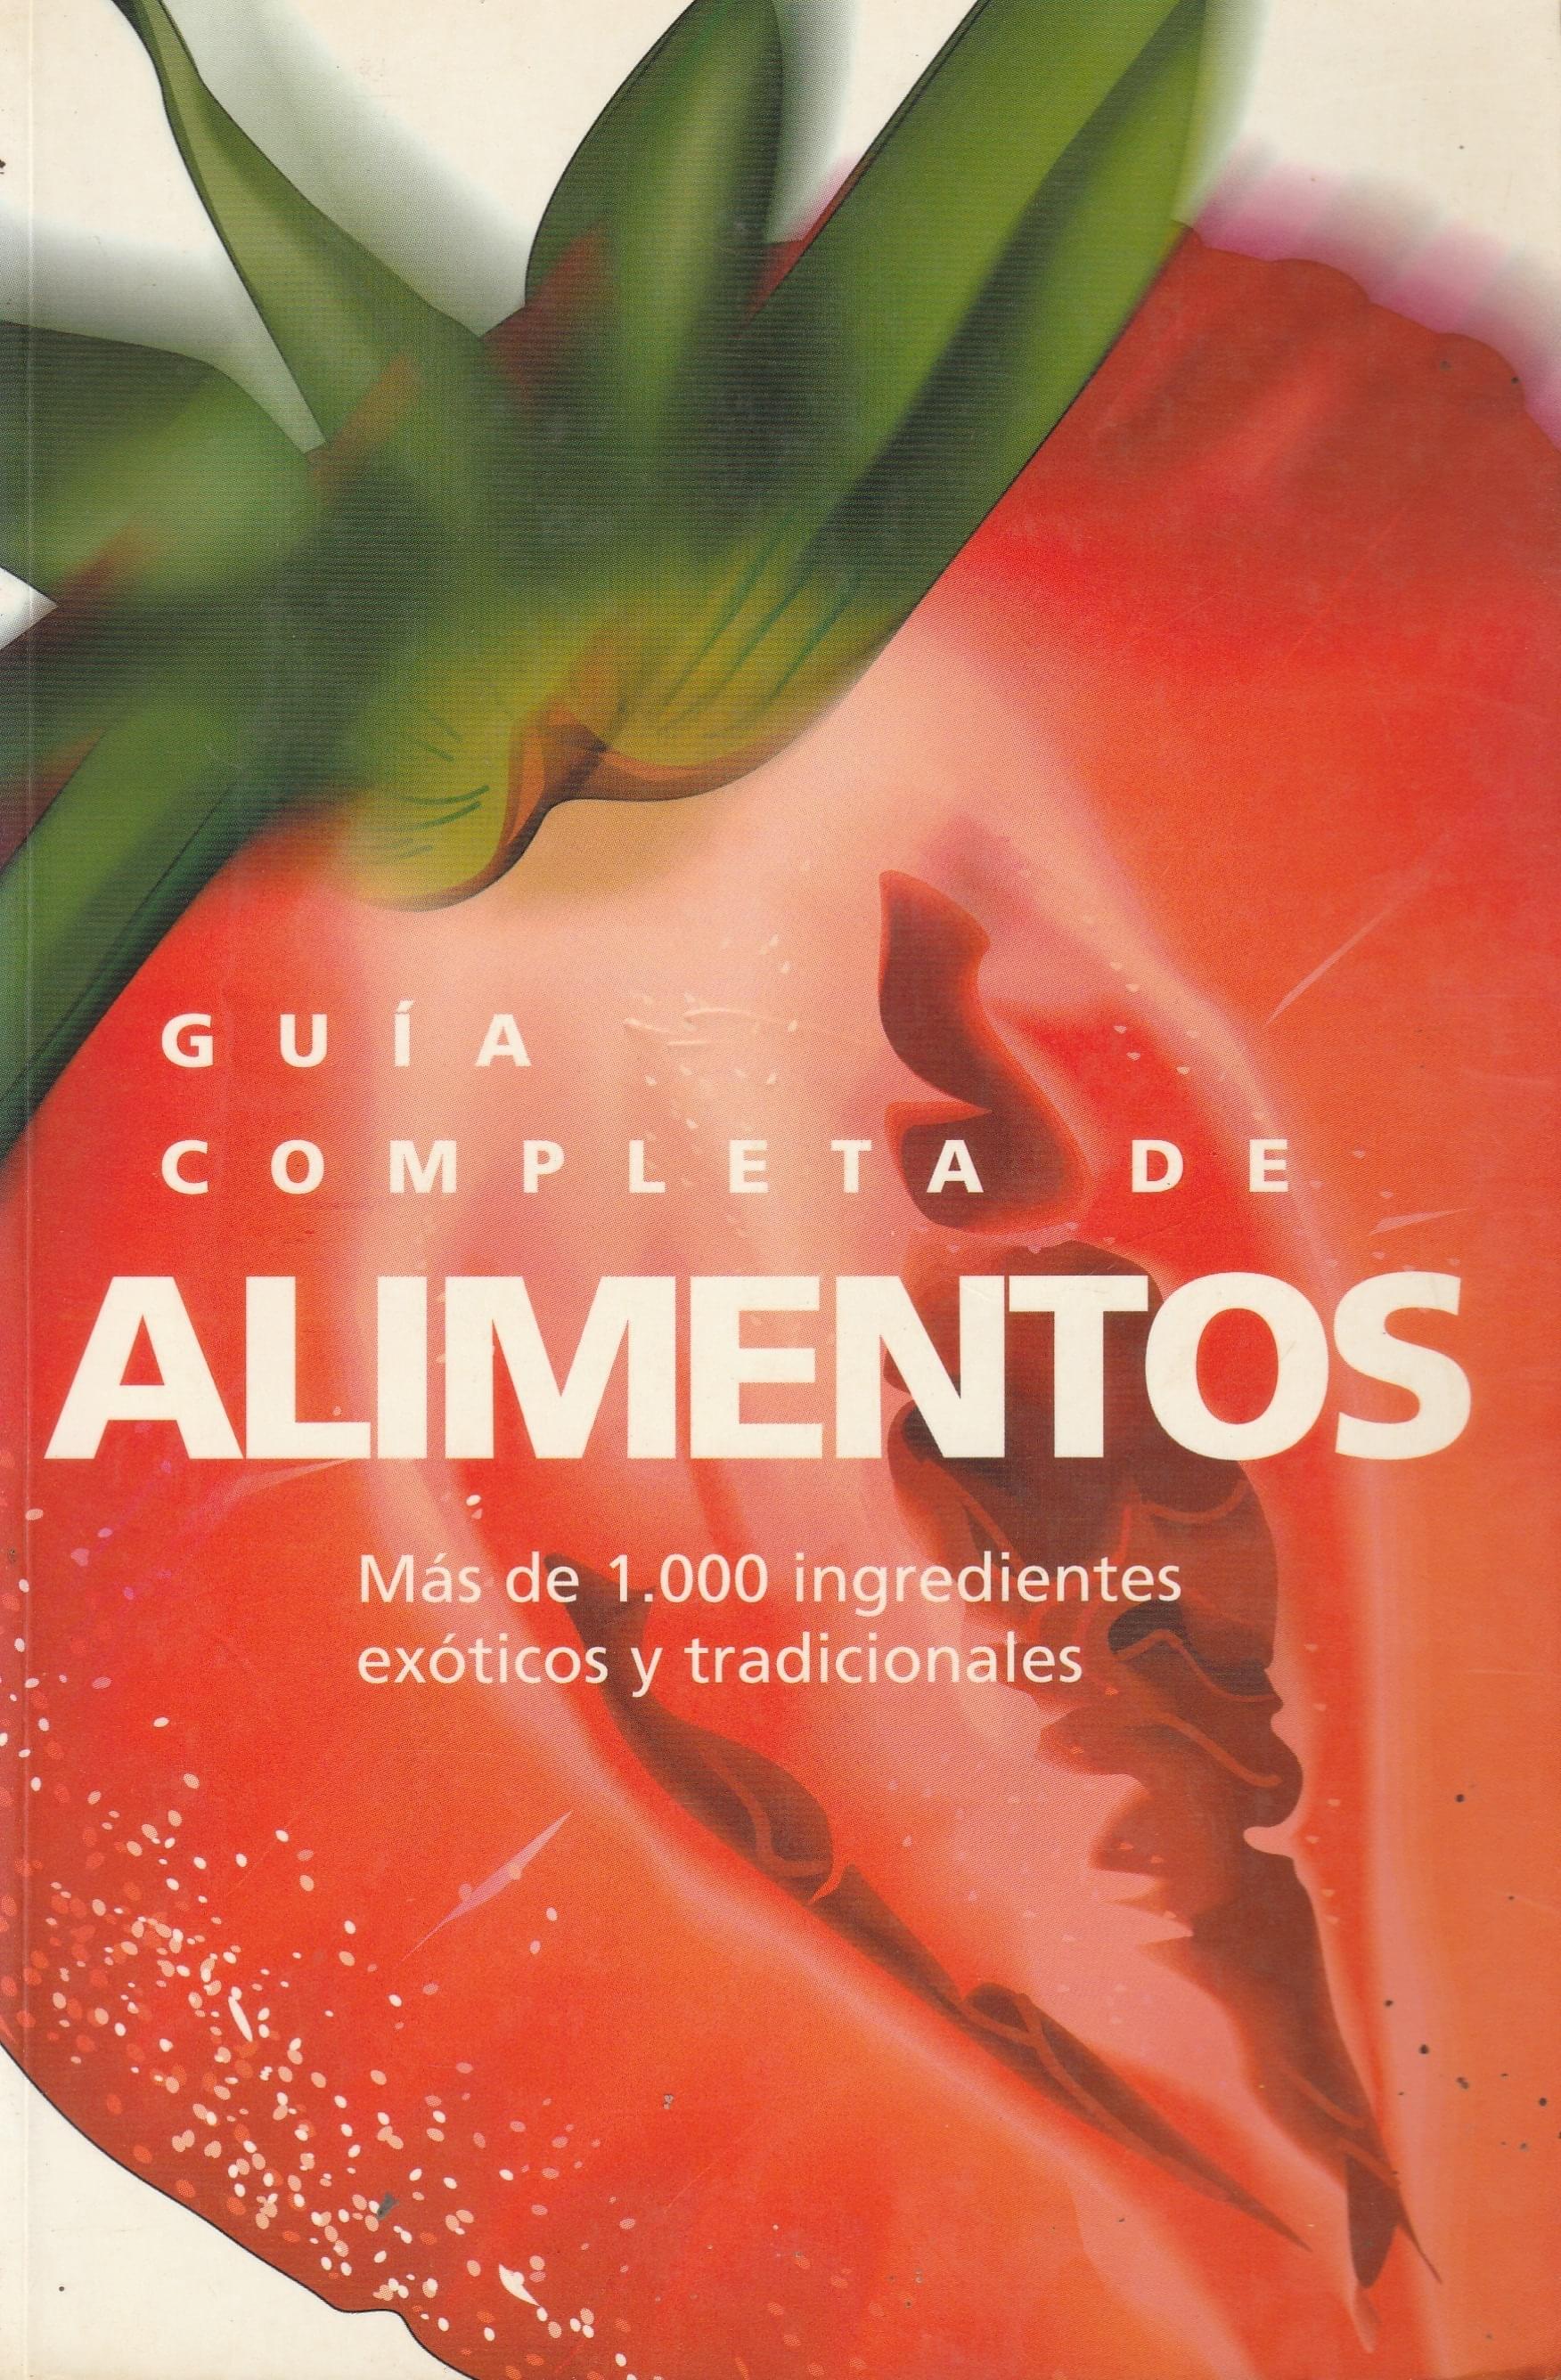 GUÍA
COMPLETA DE
ALIMENTOS
Más de 1.000 ingredientes
exóticos y tradicionales